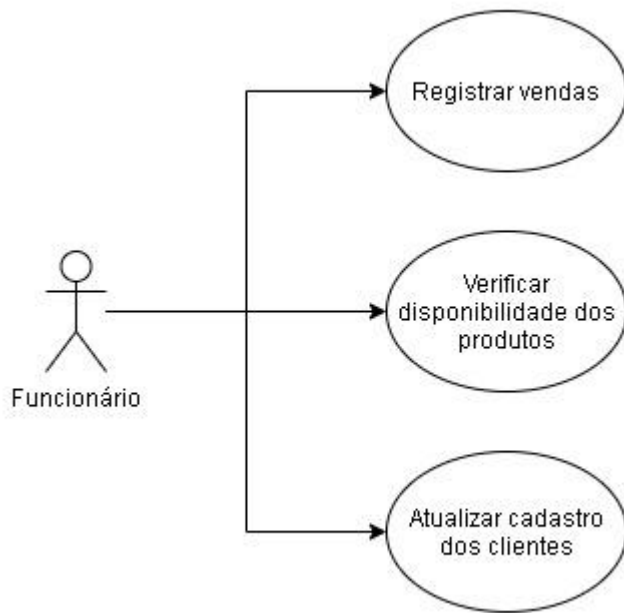 Registrar vendas
Verificar
disponibilidade dos
produtos
Funcionário
Atualizar cadastro
dos clientes